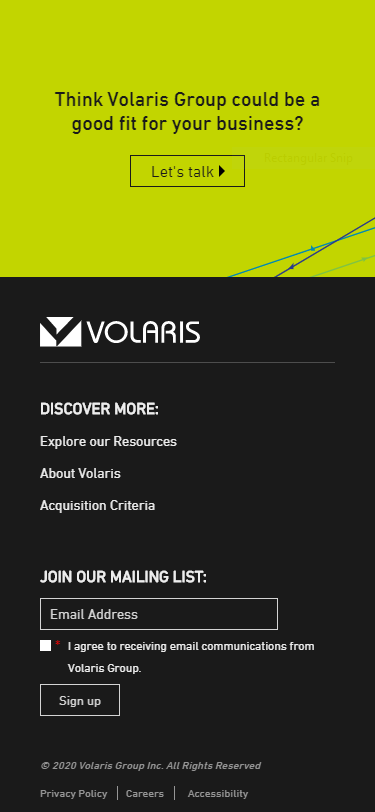 Think Volaris Group could be a
good fit for your business?
Let's talk
Rectangular Snip
VOLARIS
DISCOVER MORE:
Explore our Resources
About Volaris
Acquisition Criteria
JOIN OUR MAILING LIST:
Email Address
* I agree to receiving email communications from
Volaris Group.
Sign up
© 2020 Volaris Group Inc. All Rights Reserved
Privacy Policy | Careers | Accessibility